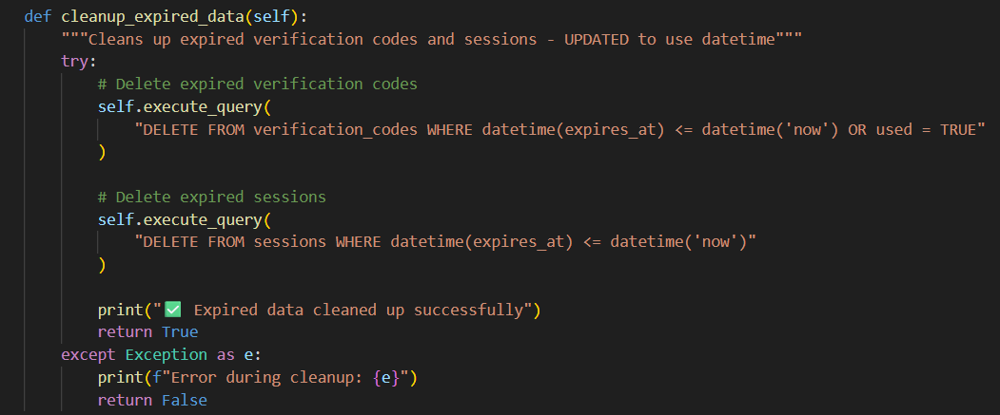 def cleanup_expired_data(self):
    """Cleans up expired verification codes and sessions - UPDATED to use datetime"""
    try:
        # Delete expired verification codes
        self.execute_query(
            "DELETE FROM verification_codes WHERE datetime(expires_at) <= datetime('now') OR used = TRUE"
        )
        # Delete expired sessions
        self.execute_query(
            "DELETE FROM sessions WHERE datetime(expires_at) <= datetime('now')"
        )
        print("✅ Expired data cleaned up successfully")
        return True
    except Exception as e:
        print(f"Error during cleanup: {e}")
        return False